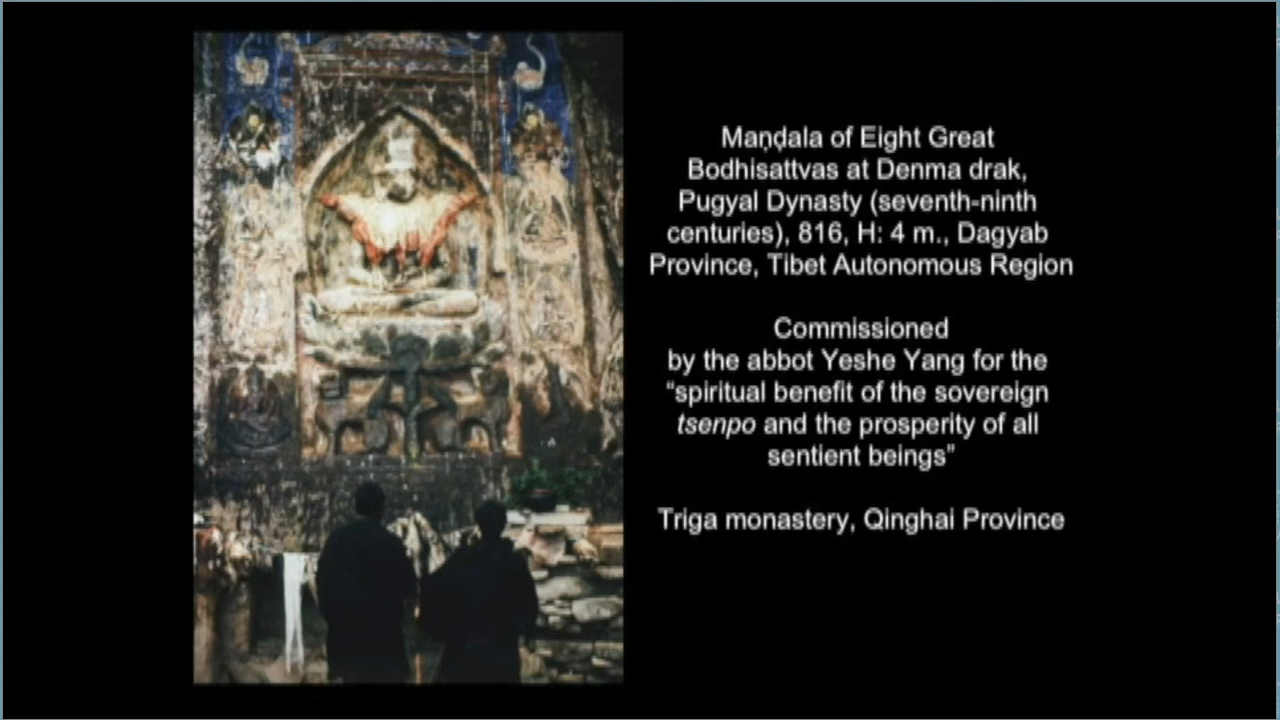 Maṇḍala of Eight Great
Bodhisattvas at Denma drak,
Pugyal Dynasty (seventh-ninth
centuries), 816, H: 4 m., Dagyab
Province, Tibet Autonomous Region
Commissioned
by the abbot Yeshe Yang for the
“spiritual benefit of the sovereign
tsenpo and the prosperity of all
sentient beings”
Triga monastery, Qinghai Province